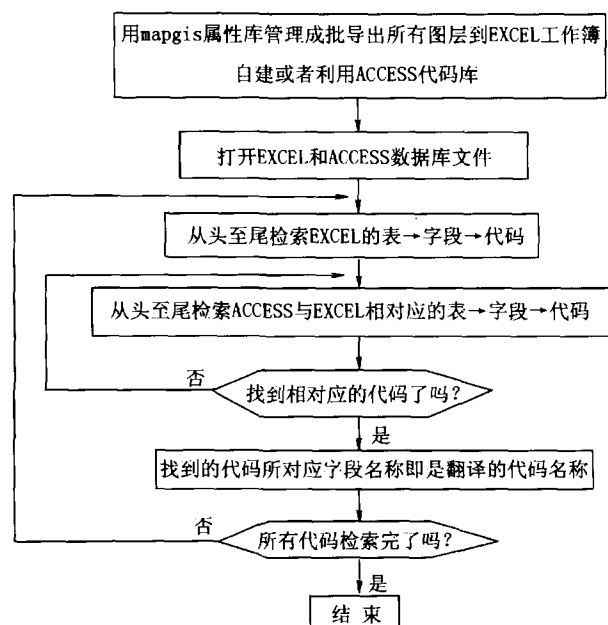 用mapgis属性库管理成批导出所有图层到EXCEL工作簿
白建或者利用ACCESS代码库
打开EXCEL和ACCESS数据库文件
从头至尾检索EXCEL的表→字段→代码
从头至尾检索ACCESS与EXCEL相对应的表→字段→代码
否
找到相对应的代码了吗？
是
找到的代码所对应字段名称即是翻译的代码名称
否
所有代码检索完了吗？
是
结 束